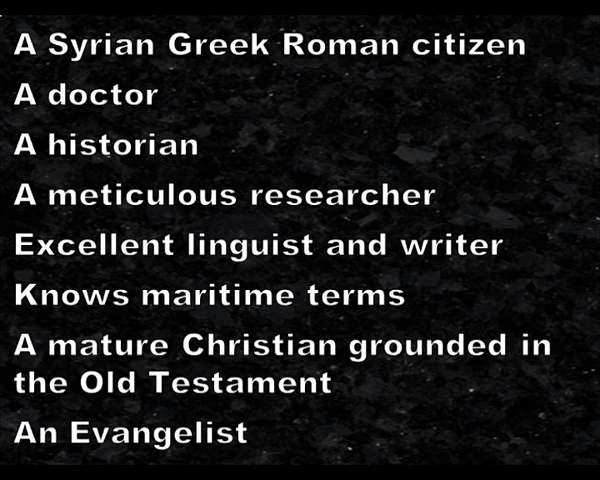 A Syrian Greek Roman citizen
A doctor
A historian
A meticulous researcher
Excellent linguist and writer
Knows maritime terms
A mature Christian grounded in
the Old Testament
An Evangelist